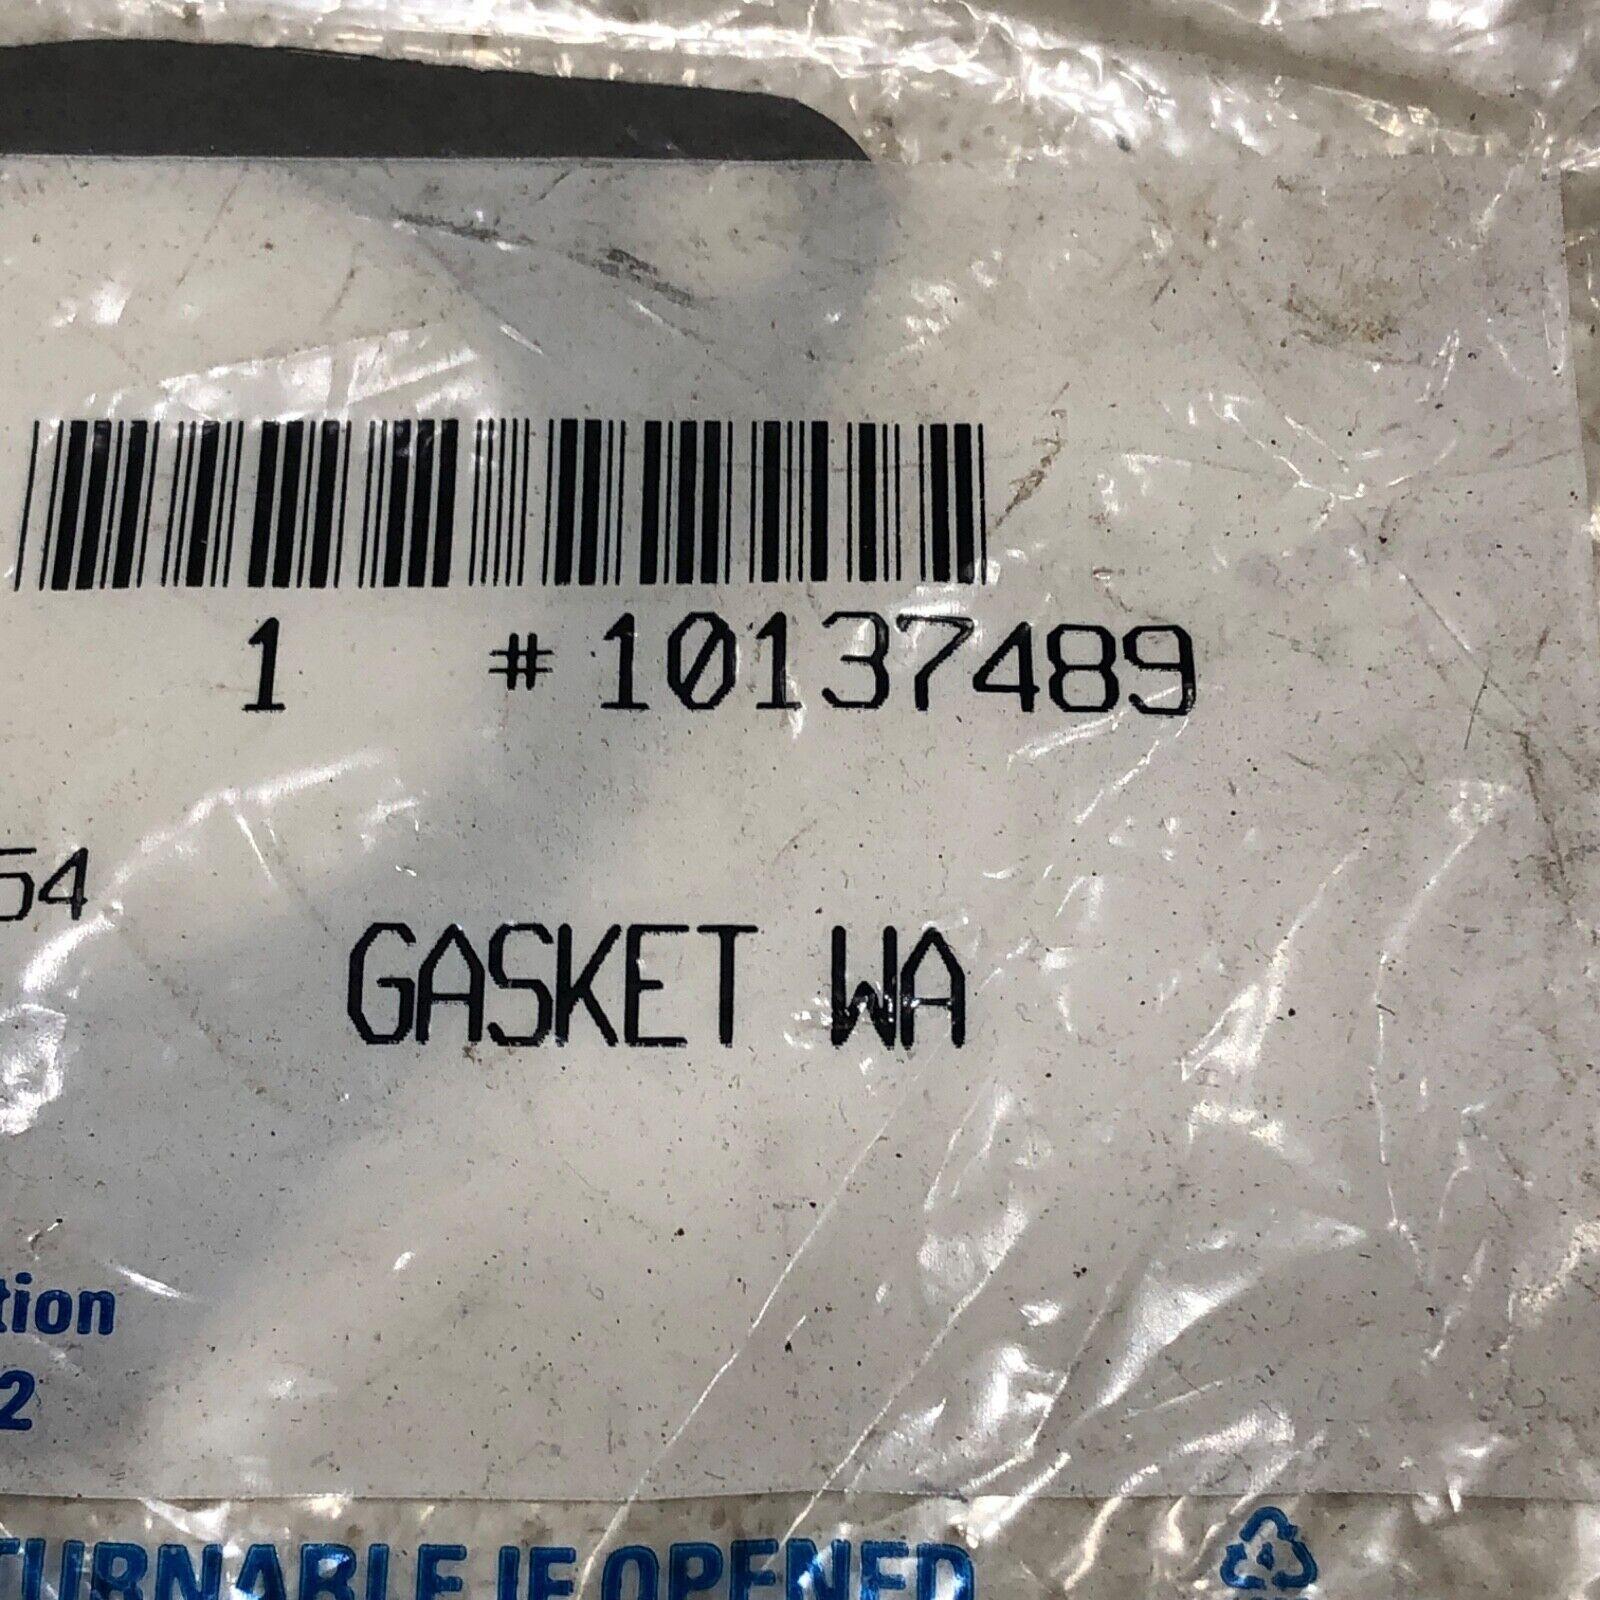 1 #10137489
54
GASKET WA
tion
2
TURNABLE IF OPENED